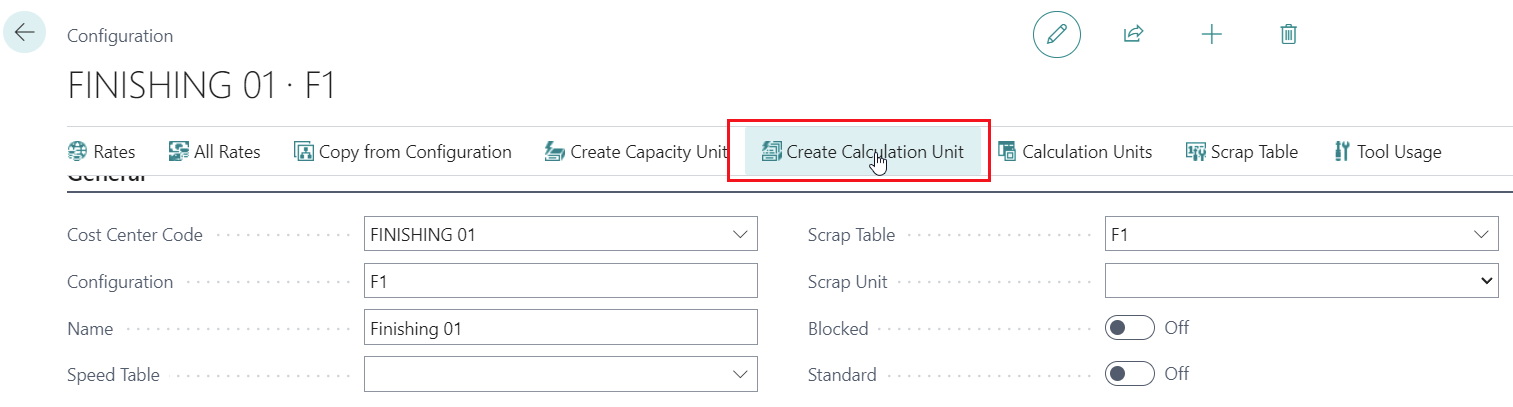 Configuration
FINISHING 01 · F1
Rates All Rates Copy from Configuration Create Capacity Unit Create Calculation Unit Calculation Units Scrap Table Tool Usage
General
Cost Center Code FINISHING 01 Scrap Table F1
Configuration F1 Scrap Unit
Name Finishing 01 Blocked Off
Speed Table Standard Off